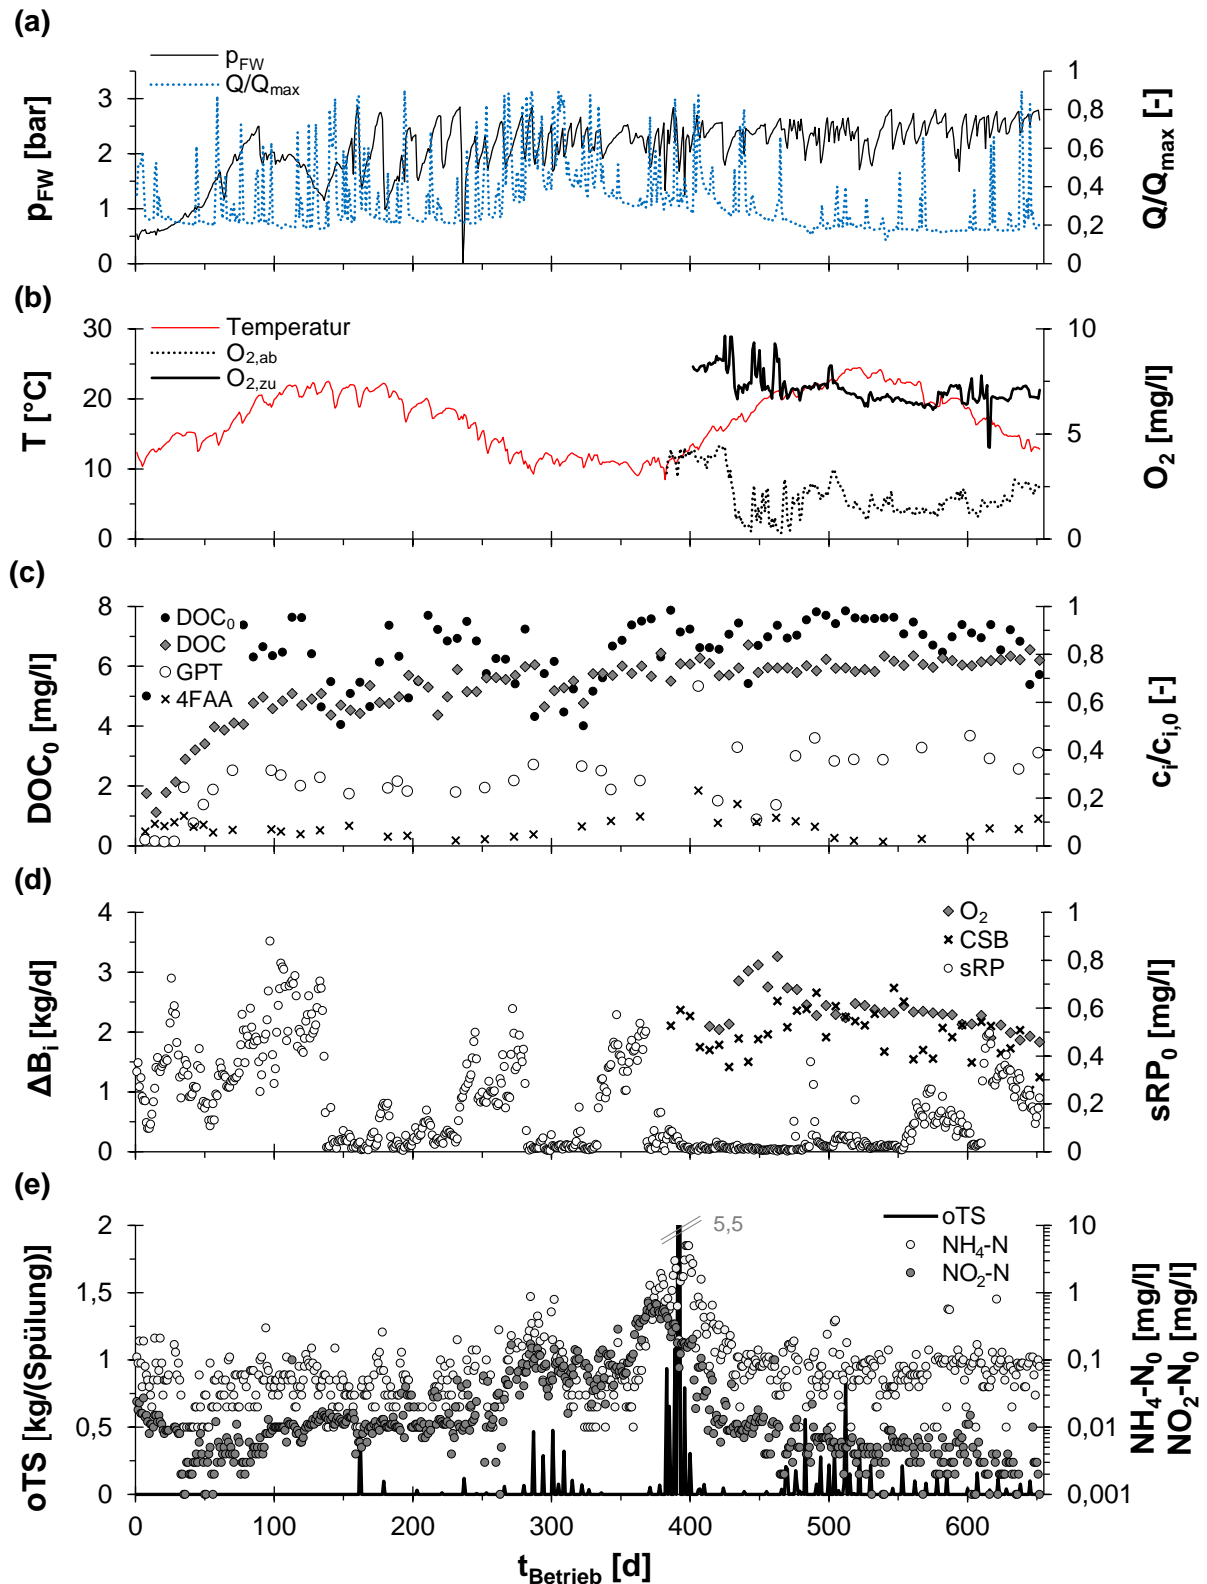 (a)
p_FW
Q/Q_max
p_FW [bar]
3
2
1
0
1
0,8
0,6
0,4
0,2
0
Q/Q_max [-]
(b)
Temperatur
O_2,ab
O_2,zu
T [°C]
30
20
10
0
10
5
0
O_2 [mg/l]
(c)
DOC_0
DOC
GPT
4FAA
DOC_0 [mg/l]
8
6
4
2
0
1
0,8
0,6
0,4
0,2
0
c_i/c_i,0 [-]
(d)
O_2
CSB
sRP
ΔB_i [kg/d]
4
3
2
1
0
1
0,8
0,6
0,4
0,2
0
sRP_0 [mg/l]
(e)
5,5
oTS
NH_4-N
NO_2-N
oTS [kg/(Spülung)]
2
1,5
1
0,5
0
10
1
0,1
0,01
0,001
NH_4-N_0 [mg/l]
NO_2-N_0 [mg/l]
0 100 200 300 400 500 600
t_Betrieb [d]